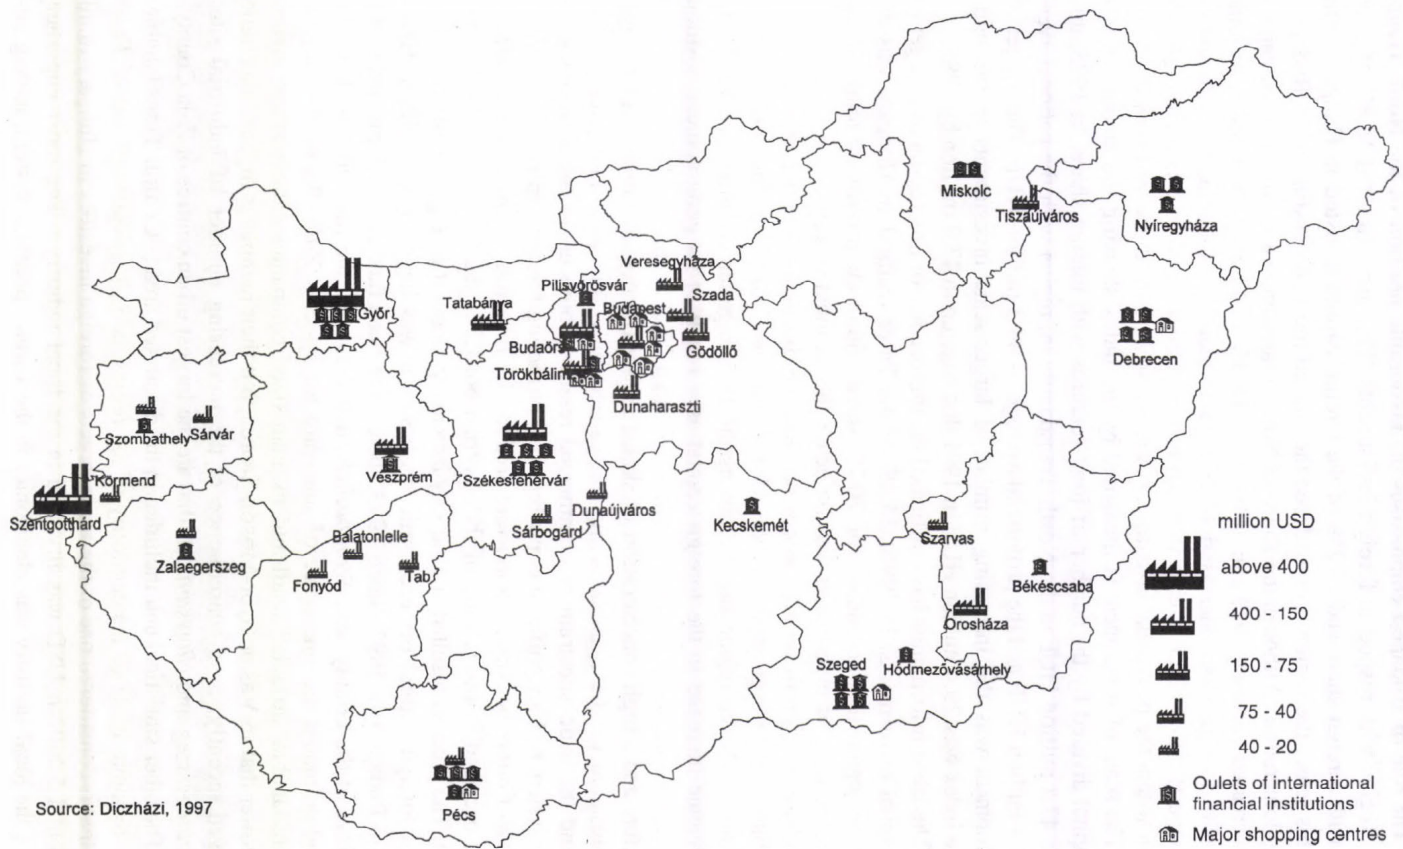 Miskolc
Tiszaújváros
Nyíregyháza
Veresegyháza
Pilisvörösvár
Szada
Tatabánya
Budapest
Győr
Budaörs
Gödöllő
Debrecen
Törökbálint
Dunaharaszti
Szombathely
Sárvár
Veszprém
Székesfehérvár
Körmend
Szentgotthárd
Dunaújváros
Kecskemét
Sárbogárd
Szarvas
Balatonlelle
Zalaegerszeg
Fonyód
Tab
Békéscsaba
Orosháza
Szeged
Hódmezővásárhely
Pécs
million USD
above 400
400 - 150
150 - 75
75 - 40
40 - 20
Oulets of international
financial institutions
Major shopping centres
Source: Diczházi, 1997